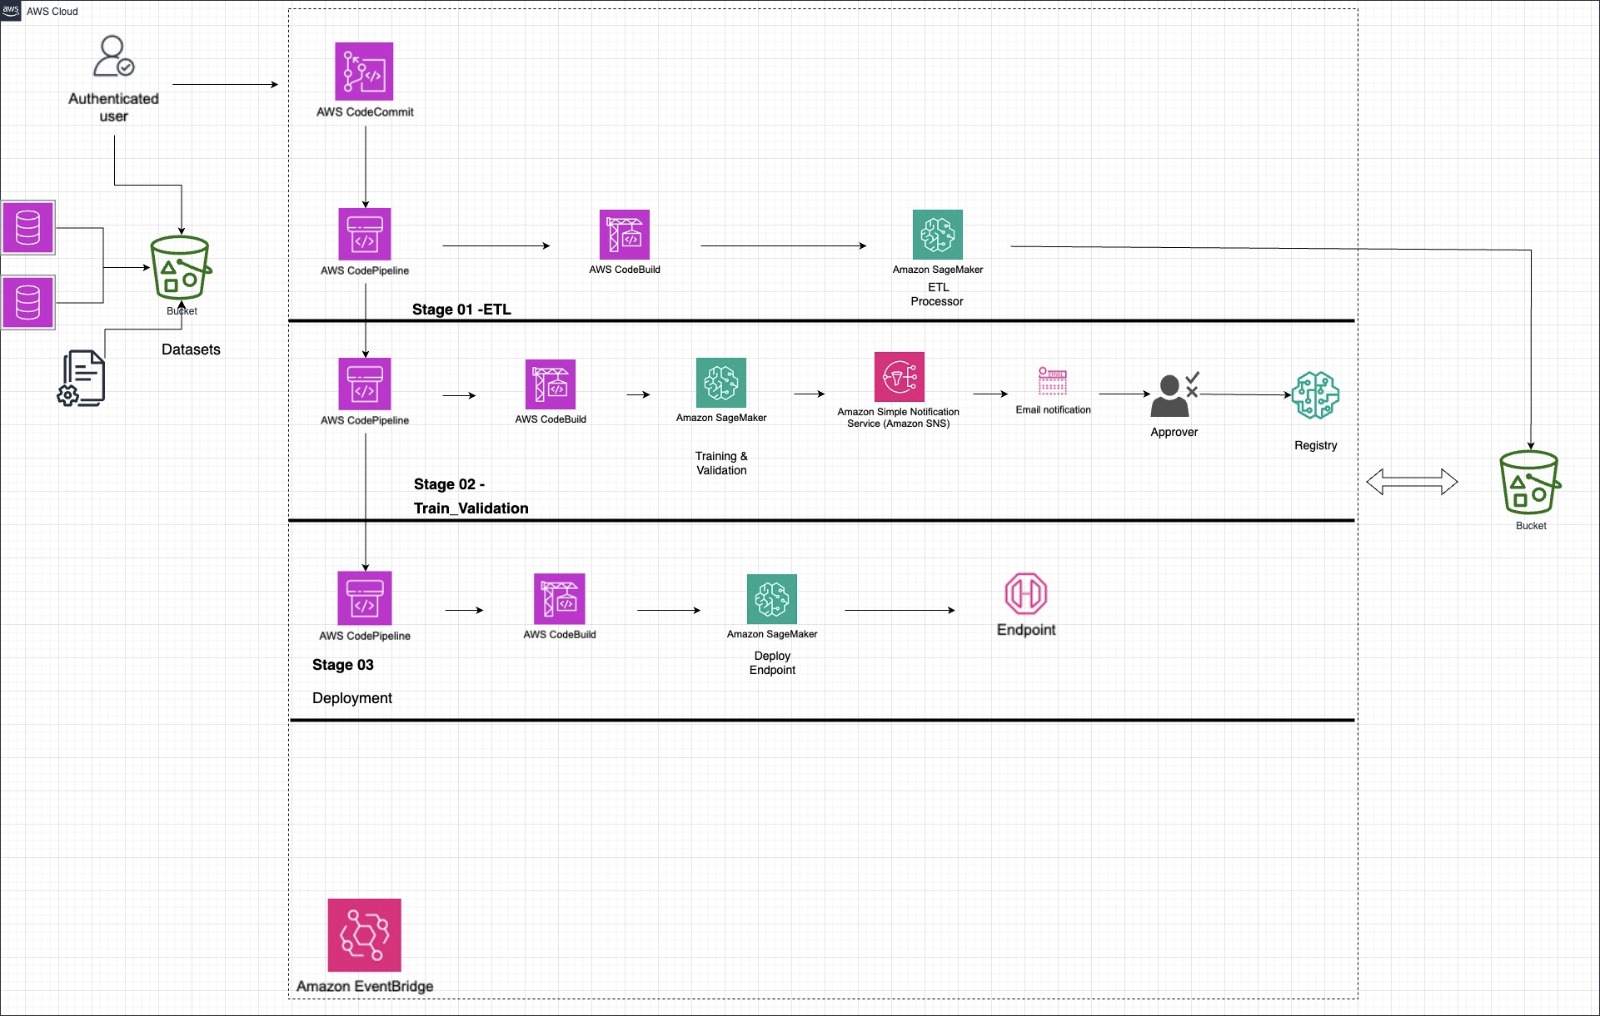 aws
AWS Cloud
Authenticated
user
AWS CodeCommit
AWS CodePipeline
AWS CodeBuild
Amazon SageMaker
ETL
Processor
Stage 01 -ETL
Bucket
Datasets
AWS CodePipeline
AWS CodeBuild
Amazon SageMaker
Training &
Validation
Amazon Simple Notification
Service (Amazon SNS)
Email notification
Approver
Registry
Stage 02 -
Train_Validation
Bucket
AWS CodePipeline
AWS CodeBuild
Amazon SageMaker
Deploy
Endpoint
Endpoint
Stage 03
Deployment
Amazon EventBridge